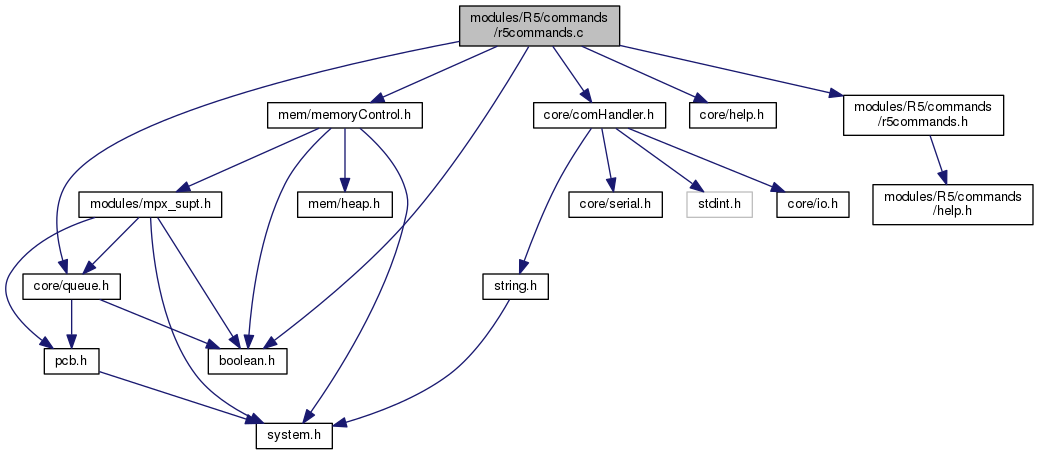 modules/R5/commands
/r5commands.c
mem/memoryControl.h
core/comHandler.h
core/help.h
modules/R5/commands
/r5commands.h
modules/mpx_supt.h
mem/heap.h
core/serial.h
stdint.h
core/io.h
modules/R5/commands
/help.h
core/queue.h
string.h
pcb.h
boolean.h
system.h